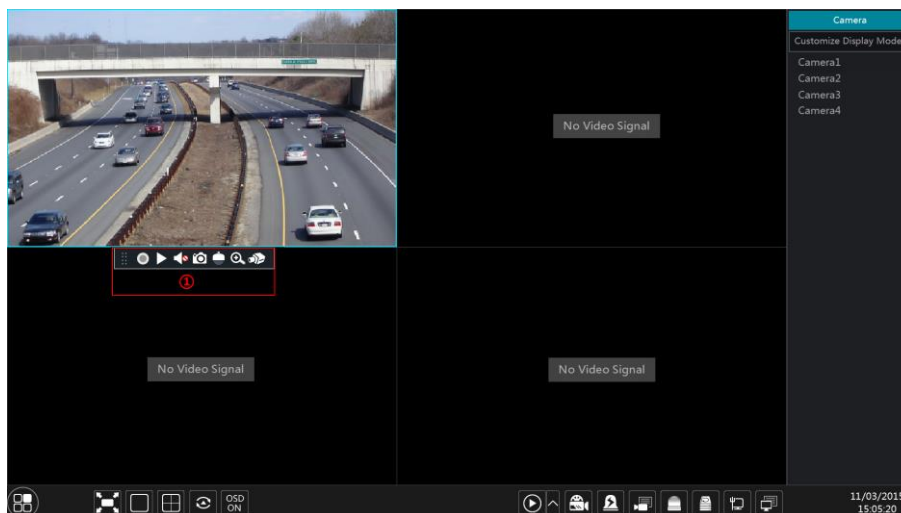 Camera
Customize Display Mode
Camera1
Camera2
Camera3
Camera4
No Video Signal
①
No Video Signal
No Video Signal
OSD
ON
11/03/2015
15:05:20